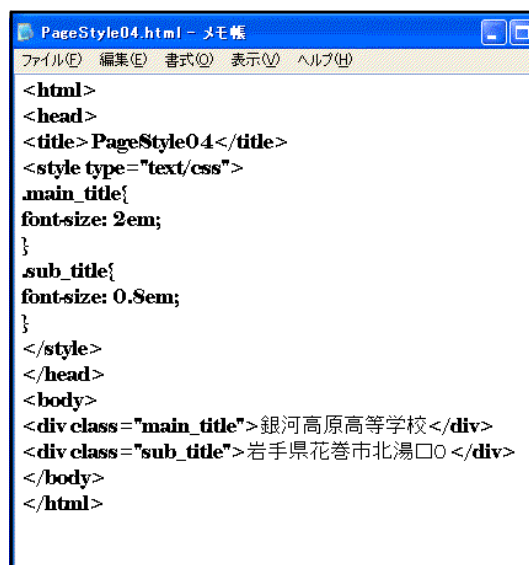 PageStyle04.html - メモ帳
ファイル(F) 編集(E) 書式(O) 表示(V) ヘルプ(H)
<html>
<head>
<title>PageStyle04</title>
<style type="text/css">
.main_title{
font-size: 2em;
}
.sub_title{
font-size: 0.8em;
}
</style>
</head>
<body>
<div class="main_title">銀河高原高等学校</div>
<div class="sub_title">岩手県花巻市北湯口0 </div>
</body>
</html>